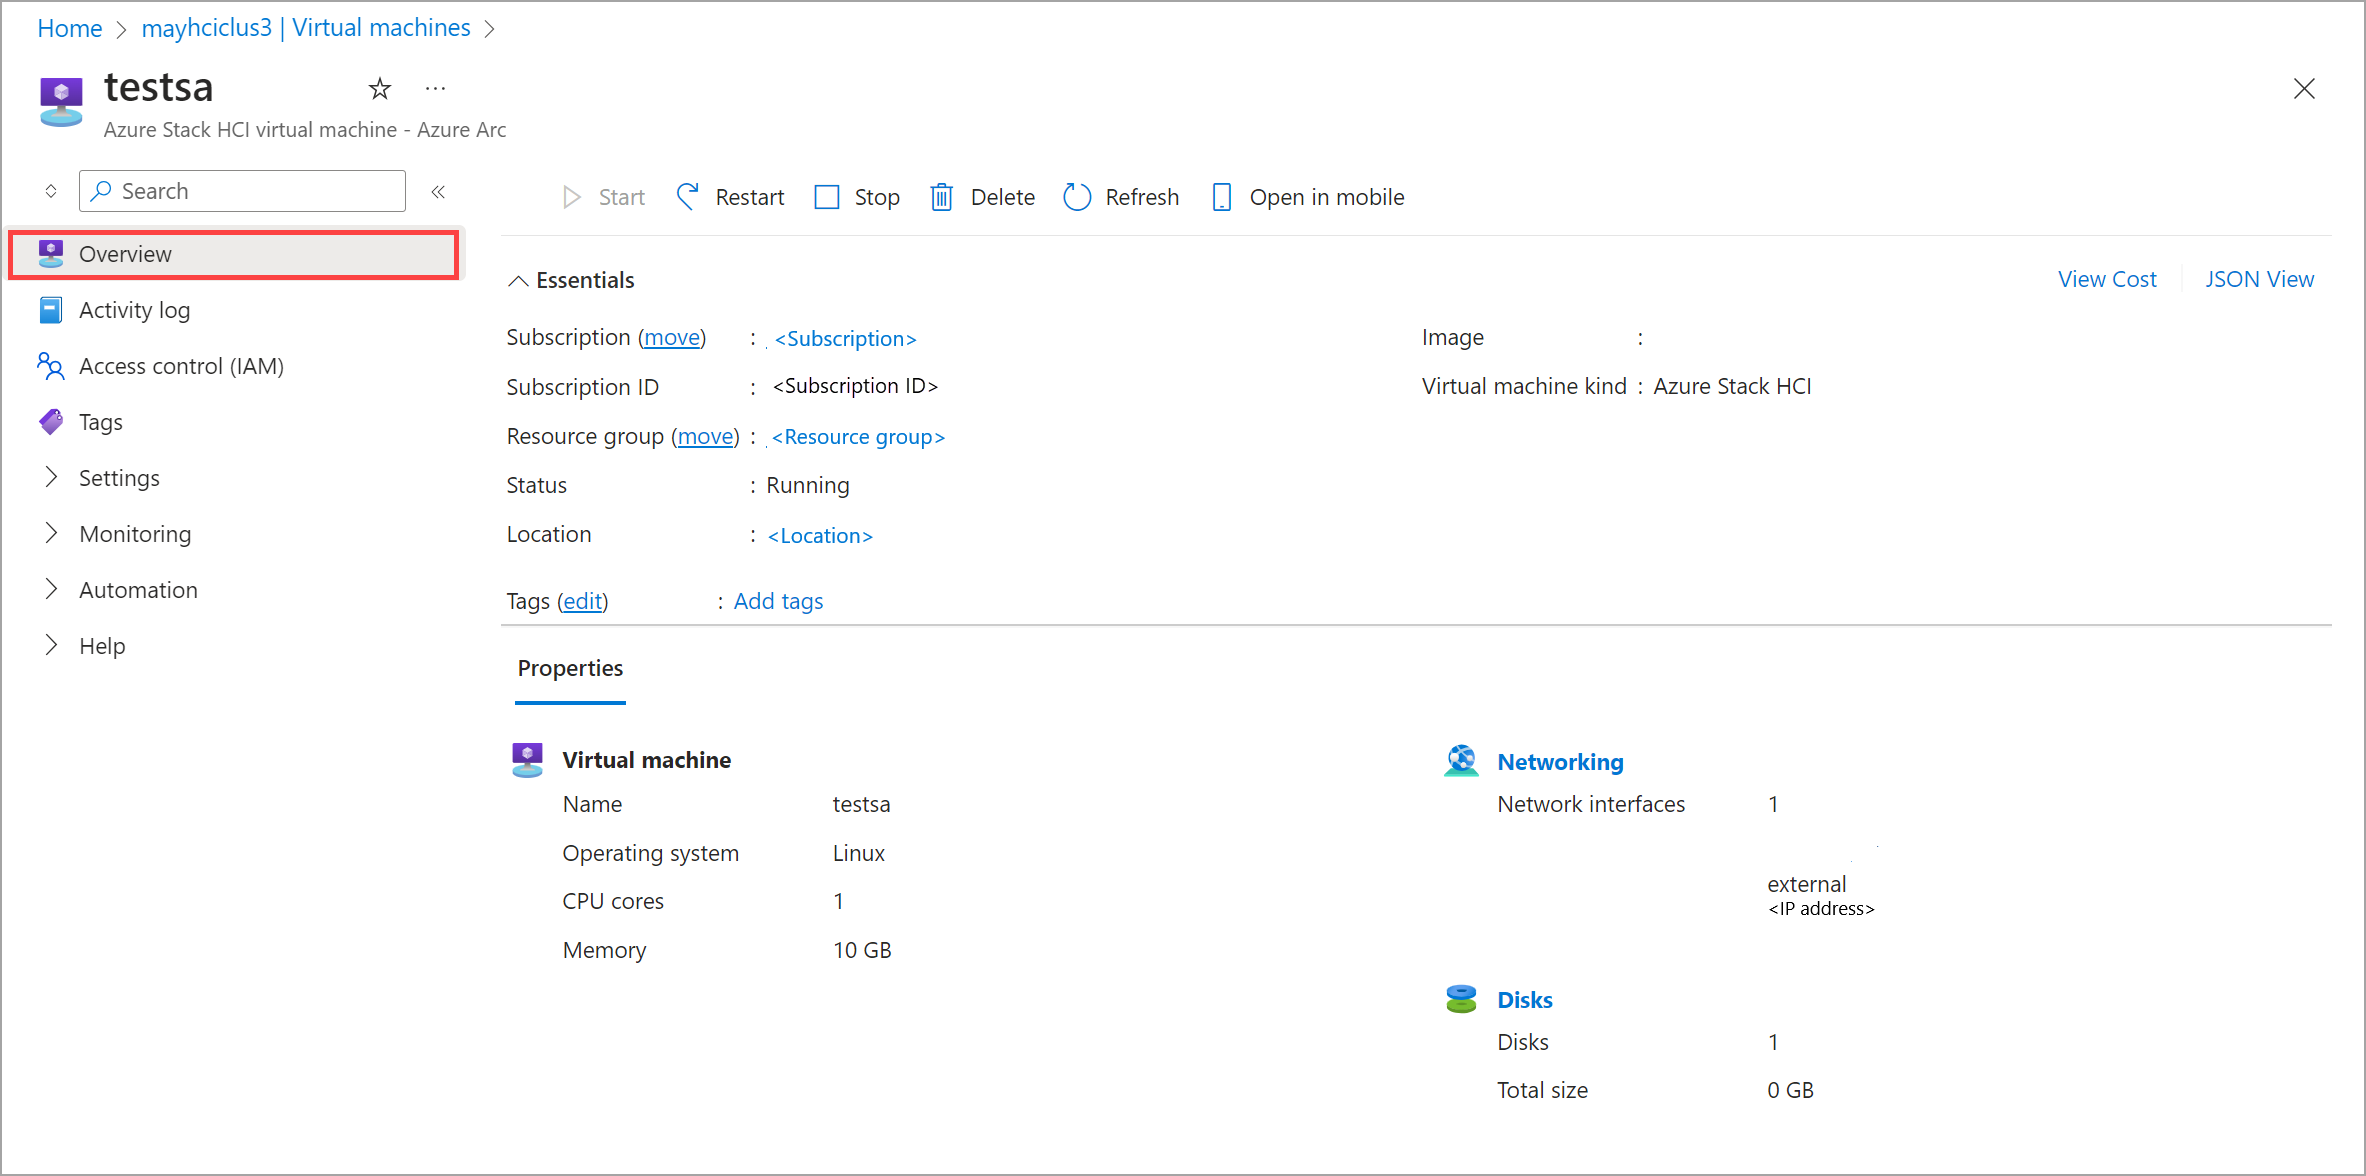 Home > mayhciclus3 | Virtual machines >
testsa ...
Azure Stack HCI virtual machine - Azure Arc
Search «
Start Restart Stop Delete Refresh Open in mobile
Overview
Activity log
Access control (IAM)
Tags
Settings
Monitoring
Automation
Help
Essentials
View Cost JSON View
Subscription (move) : <Subscription>
Subscription ID : <Subscription ID>
Resource group (move) : <Resource group>
Status : Running
Location : <Location>
Image :
Virtual machine kind : Azure Stack HCI
Tags (edit) : Add tags
Properties
Virtual machine
Name testsa
Operating system Linux
CPU cores 1
Memory 10 GB
Networking
Network interfaces 1
external
<IP address>
Disks
Disks 1
Total size 0 GB